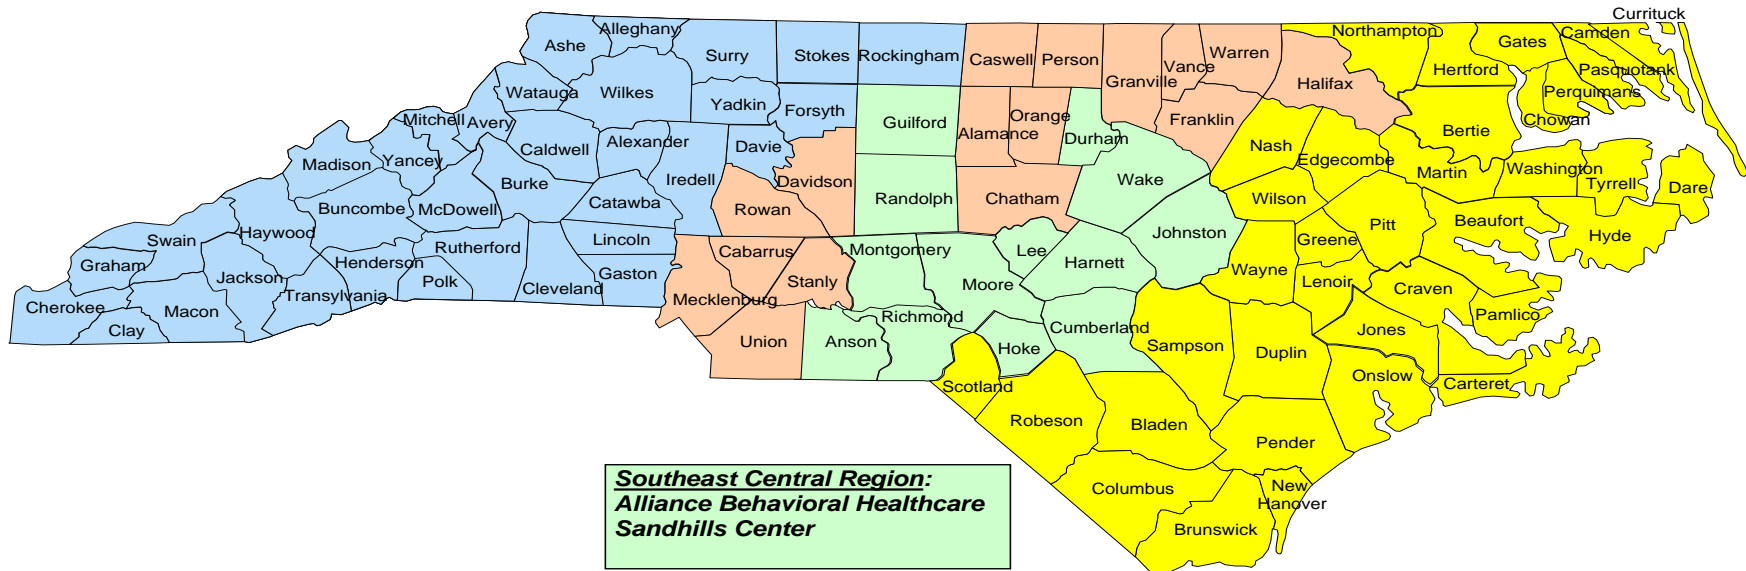 Currituck
Alleghany
Northampton
Camden
Ashe
Gates
Surry
Stokes
Rockingham
Caswell
Person
Warren
Vance
Hertford
Pasquotank
Granville
Halifax
Watauga
Wilkes
Perquimans
Yadkin
Forsyth
Orange
Franklin
Chowan
Mitchell
Avery
Guilford
Alamance
Durham
Bertie
Alexander
Davie
Nash
Caldwell
Madison
Yancey
Edgecombe
Washington
Martin
Iredell
Davidson
Wake
Burke
Tyrrell
Dare
Catawba
Randolph
Chatham
Wilson
Buncombe
McDowell
Rowan
Beaufort
Pitt
Haywood
Johnston
Swain
Lincoln
Greene
Hyde
Rutherford
Cabarrus
Montgomery
Lee
Graham
Henderson
Harnett
Jackson
Gaston
Stanly
Wayne
Polk
Moore
Lenoir
Craven
Transylvania
Cleveland
Mecklenburg
Cherokee
Macon
Richmond
Pamlico
Clay
Cumberland
Jones
Union
Anson
Hoke
Sampson
Duplin
Onslow
Carteret
Scotland
Robeson
Bladen
Pender
Columbus
New
Hanover
Brunswick
Southeast Central Region:
Alliance Behavioral Healthcare
Sandhills Center